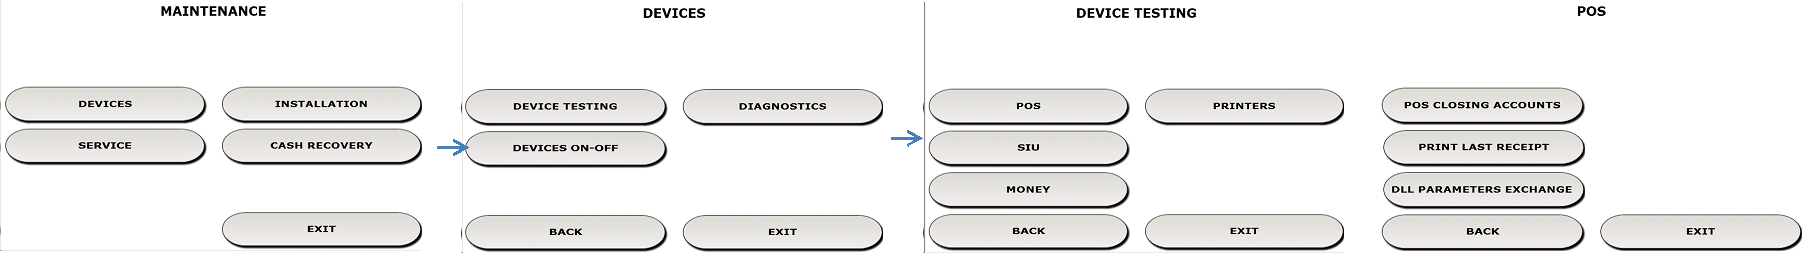 MAINTENANCE
DEVICES
INSTALLATION
SERVICE
CASH RECOVERY
EXIT
DEVICES
DEVICE TESTING
DIAGNOSTICS
DEVICES ON-OFF
BACK
EXIT
DEVICE TESTING
POS
PRINTERS
SIU
MONEY
BACK
EXIT
POS
POS CLOSING ACCOUNTS
PRINT LAST RECEIPT
DLL PARAMETERS EXCHANGE
BACK
EXIT